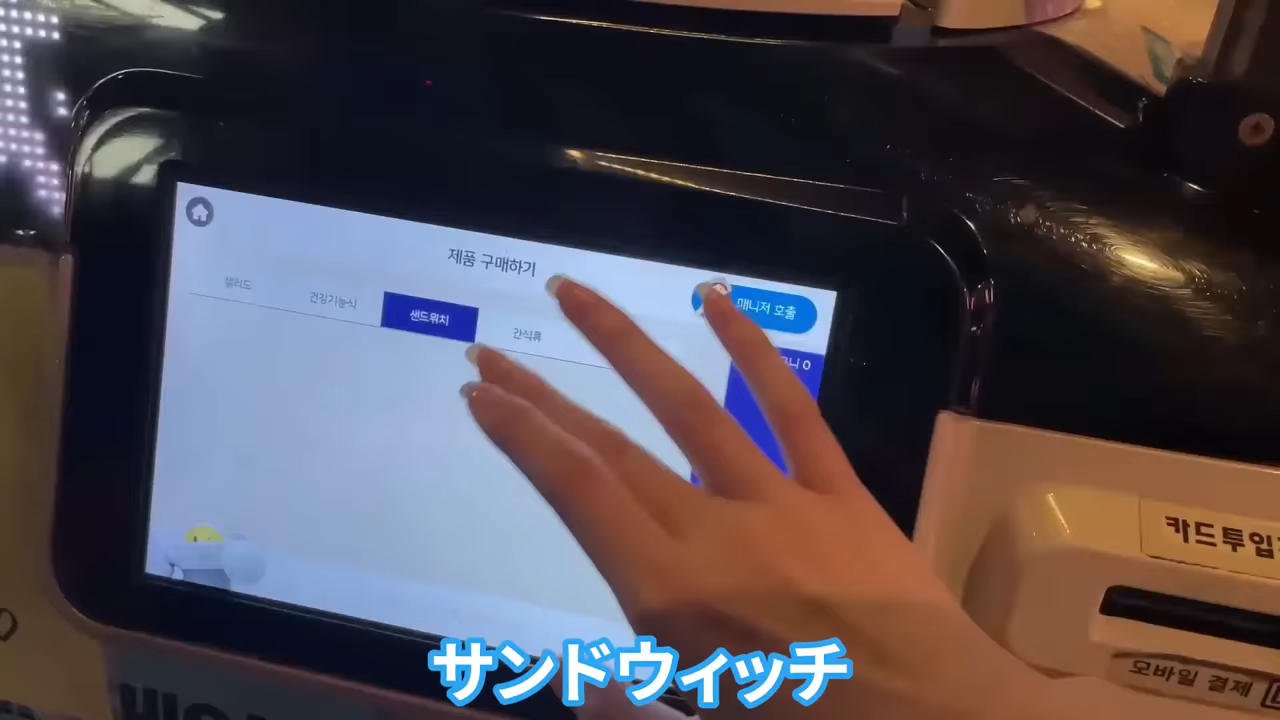 제품 구매하기
매니저 호출
샐러드
건강기능식
샌드위치
간식류
니 0
카드투입
모바일 결제
サンドウィッチ